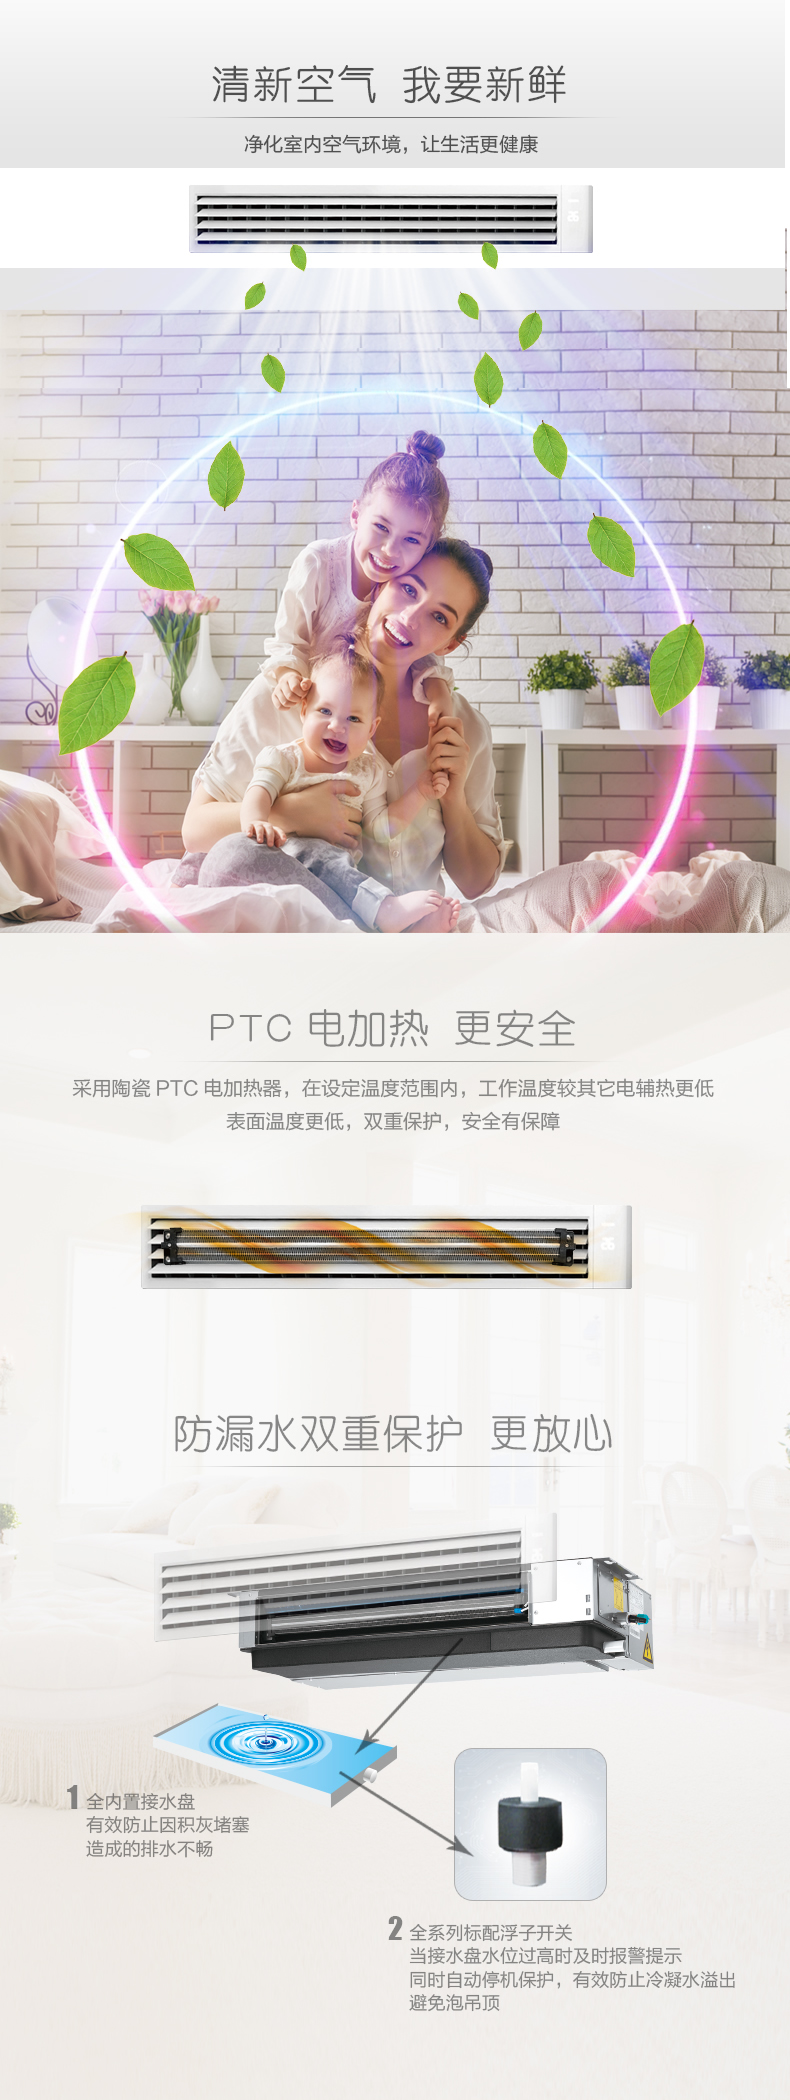 清新空气 我要新鲜
净化室内空气环境，让生活更健康
PTC 电加热 更安全
采用陶瓷 PTC 电加热器，在设定温度范围内，工作温度较其它电辅热更低
表面温度更低，双重保护，安全有保障
防漏水双重保护 更放心
1 全内置接水盘
有效防止因积灰堵塞
造成的排水不畅
2 全系列标配浮子开关
当接水盘水位过高时及时报警提示
同时自动停机保护，有效防止冷凝水溢出
避免泡吊顶